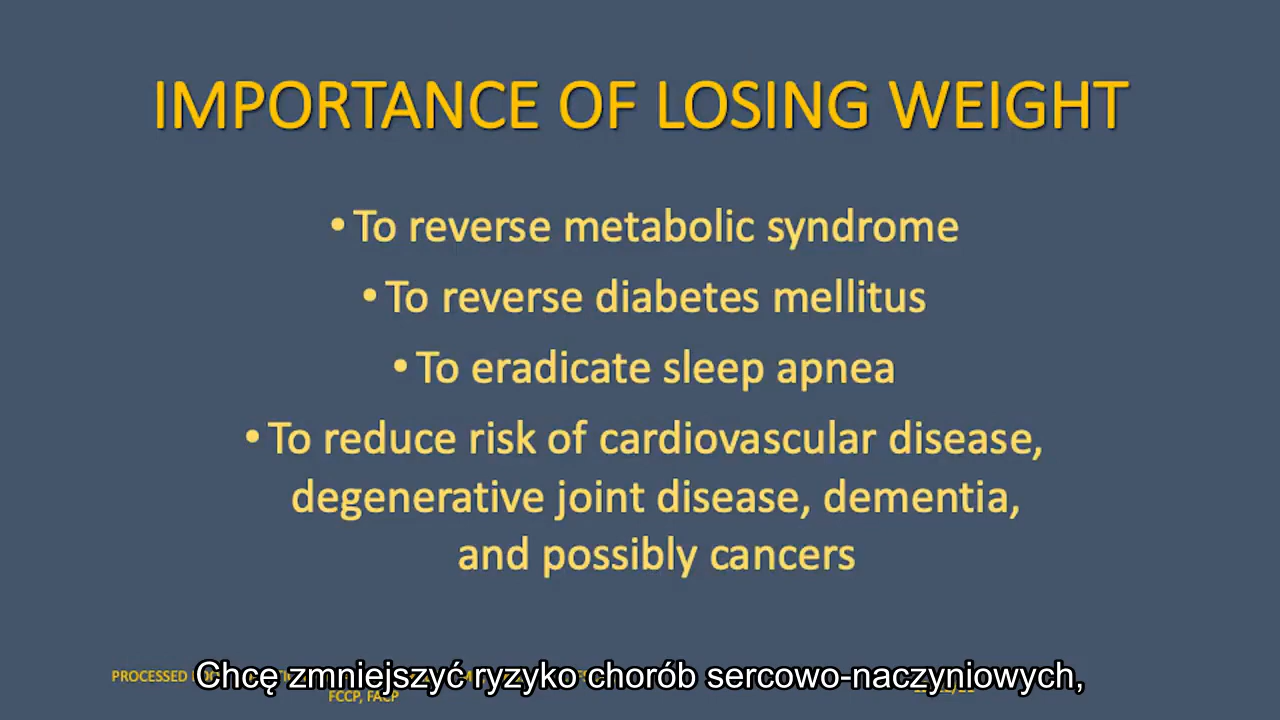 IMPORTANCE OF LOSING WEIGHT
• To reverse metabolic syndrome
• To reverse diabetes mellitus
• To eradicate sleep apnea
• To reduce risk of cardiovascular disease,
degenerative joint disease, dementia,
and possibly cancers
PROCESSED
Chcę zmniejszyć ryzyko chorób sercowo-naczyniowych,
FCCP, FACP